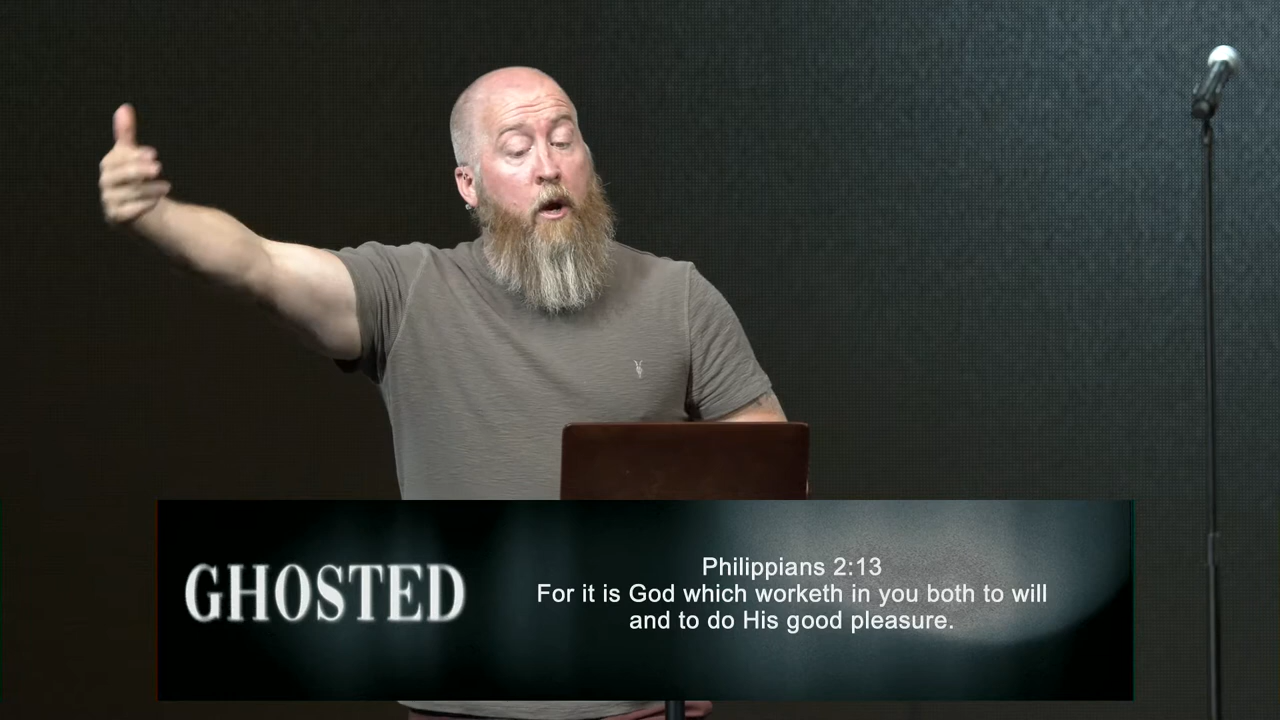 GHOSTED
Philippians 2:13
For it is God which worketh in you both to will
and to do His good pleasure.